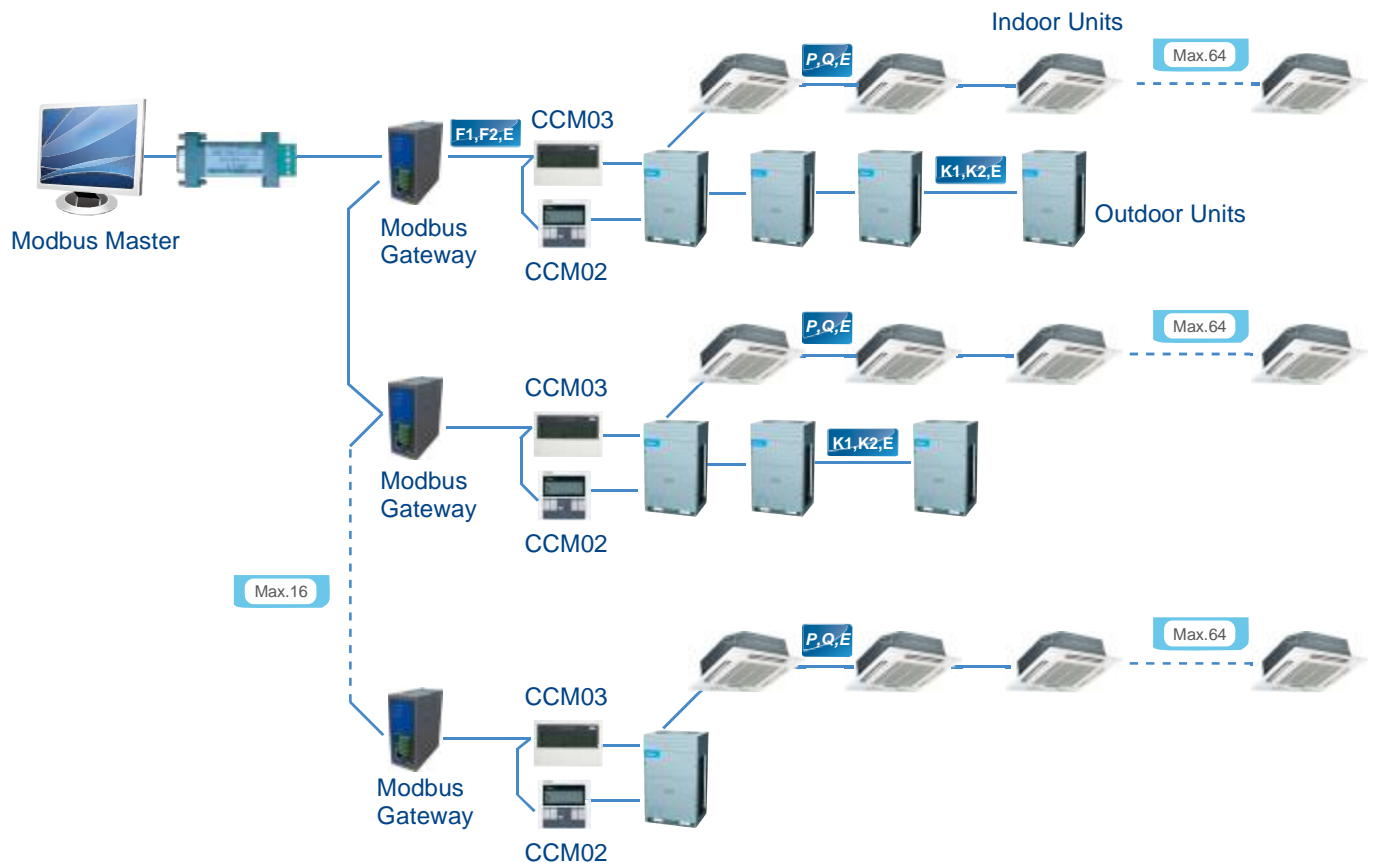 Indoor Units
P,Q,E
Max.64
CCM03
F1,F2,E
K1,K2,E
Outdoor Units
Modbus Master
Modbus
Gateway
CCM02
P,Q,E
Max.64
CCM03
K1,K2,E
Modbus
Gateway
CCM02
Max.16
P,Q,E
Max.64
CCM03
Modbus
Gateway
CCM02